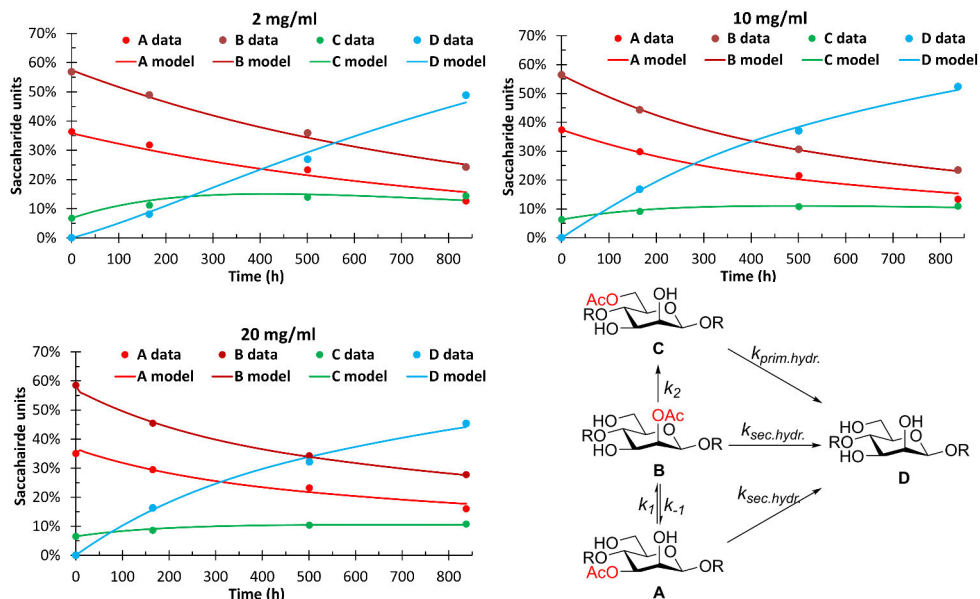 2 mg/ml
A data B data C data D data
A model B model C model D model
Saccaharide units
70%
60%
50%
40%
30%
20%
10%
0%
0 100 200 300 400 500 600 700 800
Time (h)
10 mg/ml
A data B data C data D data
A model B model C model D model
Saccaharide units
70%
60%
50%
40%
30%
20%
10%
0%
0 100 200 300 400 500 600 700 800
Time (h)
20 mg/ml
A data B data C data D data
A model B model C model D model
Saccahairde units
70%
60%
50%
40%
30%
20%
10%
0%
0 100 200 300 400 500 600 700 800
Time (h)
AcO OH
RO O
HO OR
C
kprim.hydr.
k2
HO OAc
RO O
HO OR
B
ksec.hydr.
HO OH
RO O
HO OR
D
k1 k-1
ksec.hydr.
HO OH
RO O
AcO OR
A